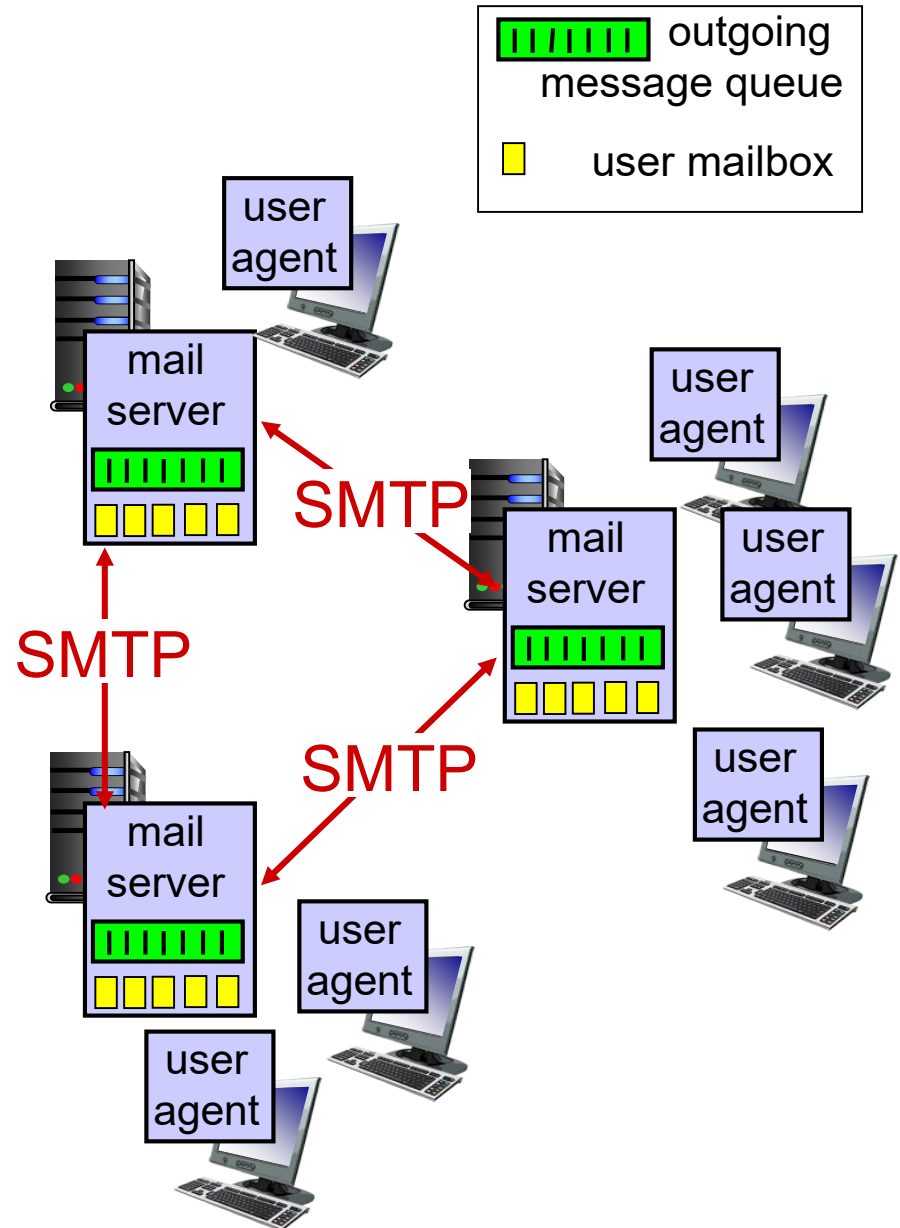 outgoing
message queue
user mailbox
user
agent
mail
server
SMTP
user
agent
mail
server
user
agent
SMTP
user
agent
SMTP
mail
server
user
agent
user
agent